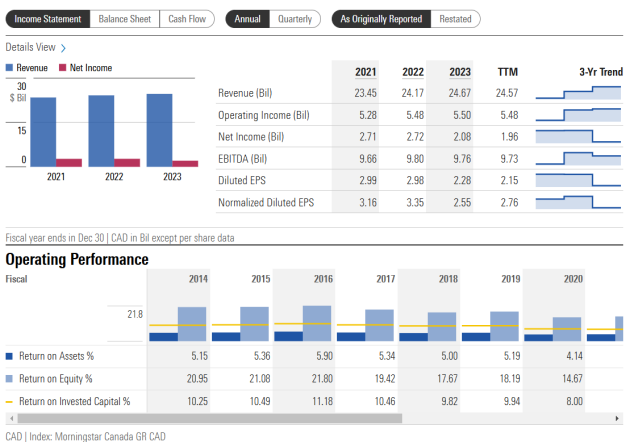 Income Statement Balance Sheet Cash Flow Annual Quarterly As Originally Reported Restated
Details View >
Revenue Net Income
30
$ Bil
15
0
2021 2022 2023
2021 2022 2023 TTM 3-Yr Trend
Revenue (Bil) 23.45 24.17 24.67 24.57
Operating Income (Bil) 5.28 5.48 5.50 5.48
Net Income (Bil) 2.71 2.72 2.08 1.96
EBITDA (Bil) 9.66 9.80 9.76 9.73
Diluted EPS 2.99 2.98 2.28 2.15
Normalized Diluted EPS 3.16 3.35 2.55 2.76
Fiscal year ends in Dec 30 | CAD in Bil except per share data
Operating Performance
Fiscal 2014 2015 2016 2017 2018 2019 2020
21.8
Return on Assets % 5.15 5.36 5.90 5.34 5.00 5.19 4.14
Return on Equity % 20.95 21.08 21.80 19.42 17.67 18.19 14.67
Return on Invested Capital % 10.25 10.49 11.18 10.46 9.82 9.94 8.00
CAD | Index: Morningstar Canada GR CAD